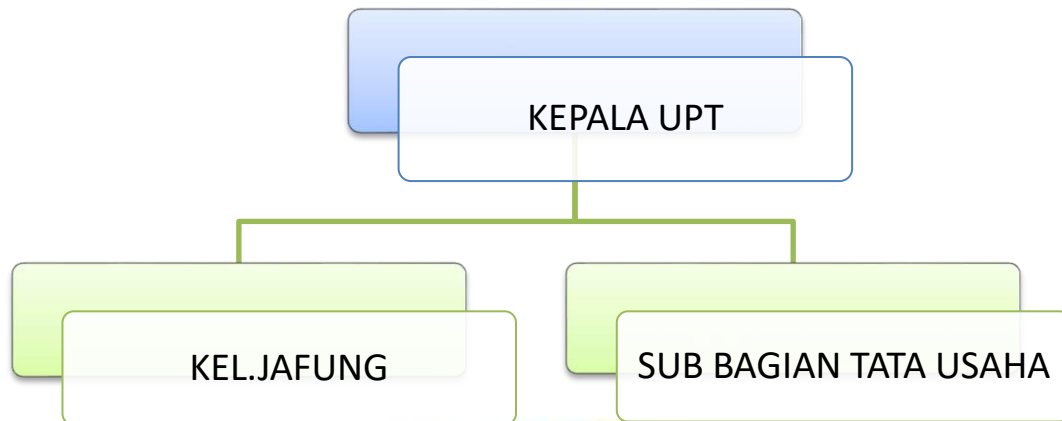 KEPALA UPT
KEL.JAFUNG
SUB BAGIAN TATA USAHA